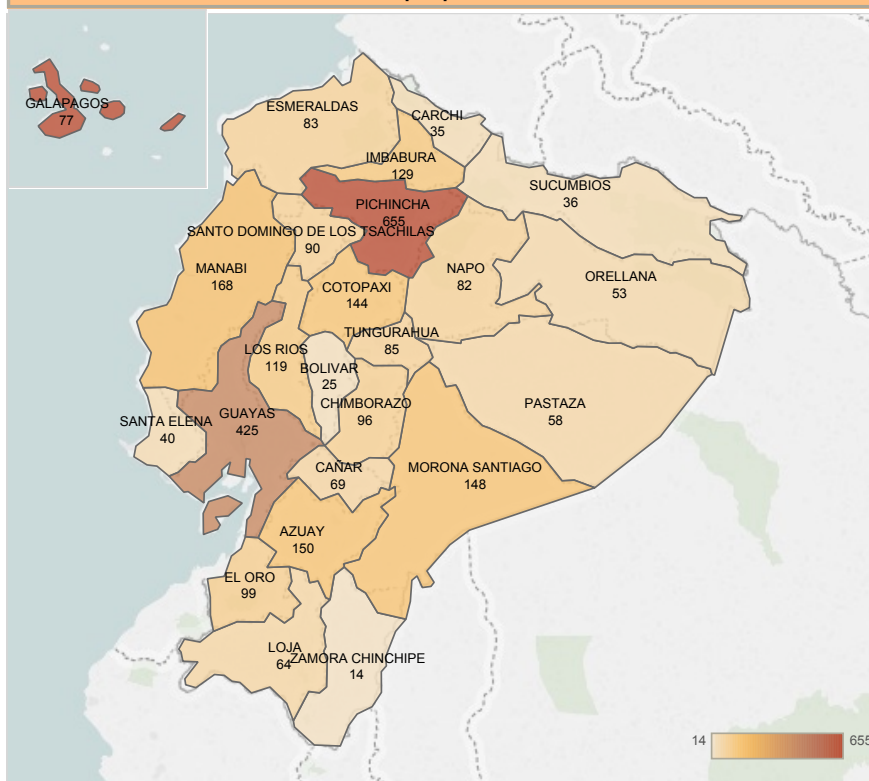 GALAPAGOS
77
ESMERALDAS
83
CARCHI
35
IMBABURA
129
SUCUMBIOS
36
PICHINCHA
655
SANTO DOMINGO DE LOS TSACHILAS
90
MANABI
168
NAPO
82
ORELLANA
53
COTOPAXI
144
TUNGURAHUA
85
LOS RIOS
119
BOLIVAR
25
CHIMBORAZO
96
PASTAZA
58
SANTA ELENA
40
GUAYAS
425
CAÑAR
69
MORONA SANTIAGO
148
AZUAY
150
EL ORO
99
LOJA
64
ZAMORA CHINCHIPE
14
14 655